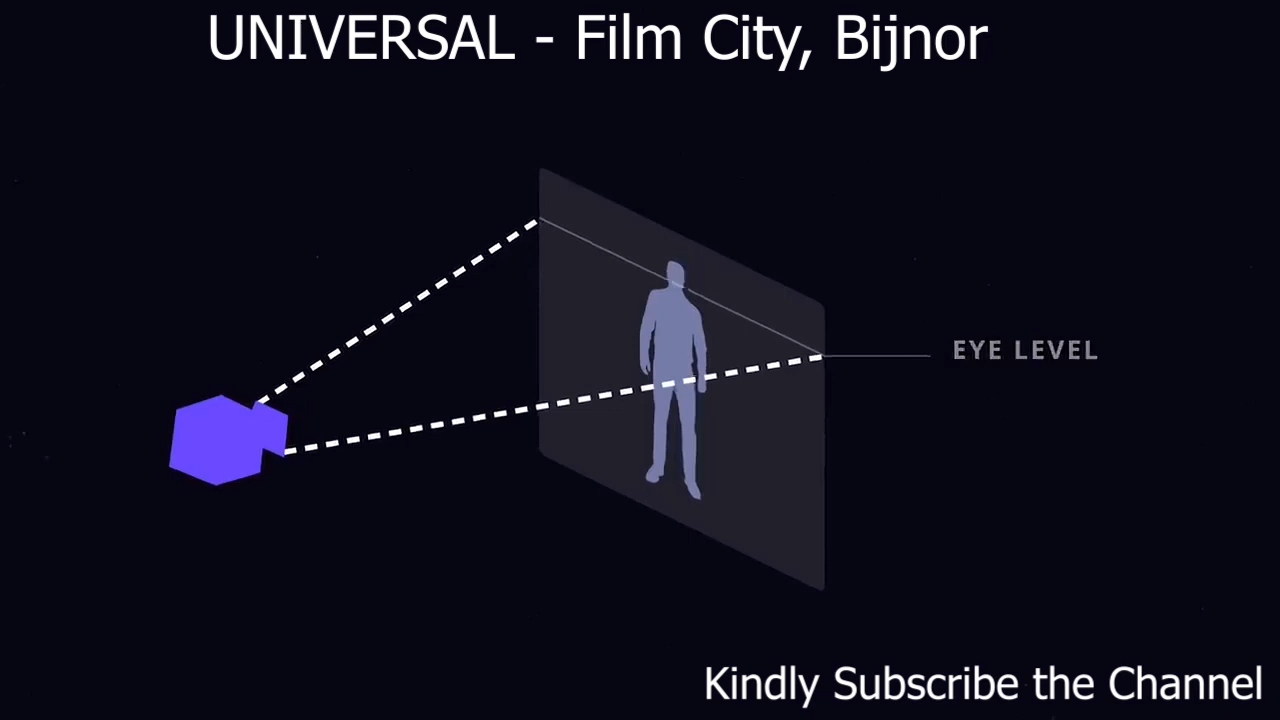 UNIVERSAL - Film City, Bijnor
EYE LEVEL
Kindly Subscribe the Channel